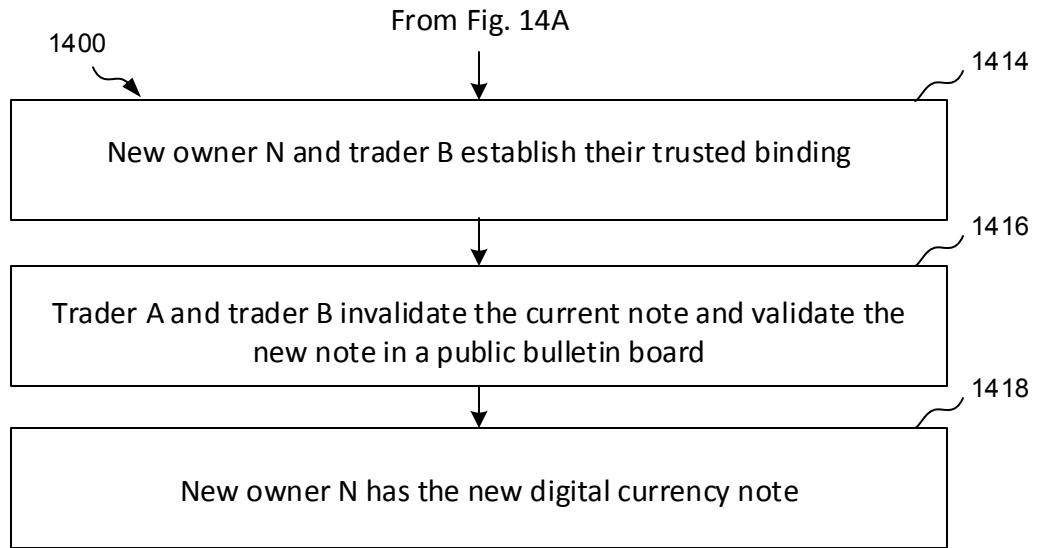 From Fig. 14A
1400
1414
New owner N and trader B establish their trusted binding
1416
Trader A and trader B invalidate the current note and validate the
new note in a public bulletin board
1418
New owner N has the new digital currency note